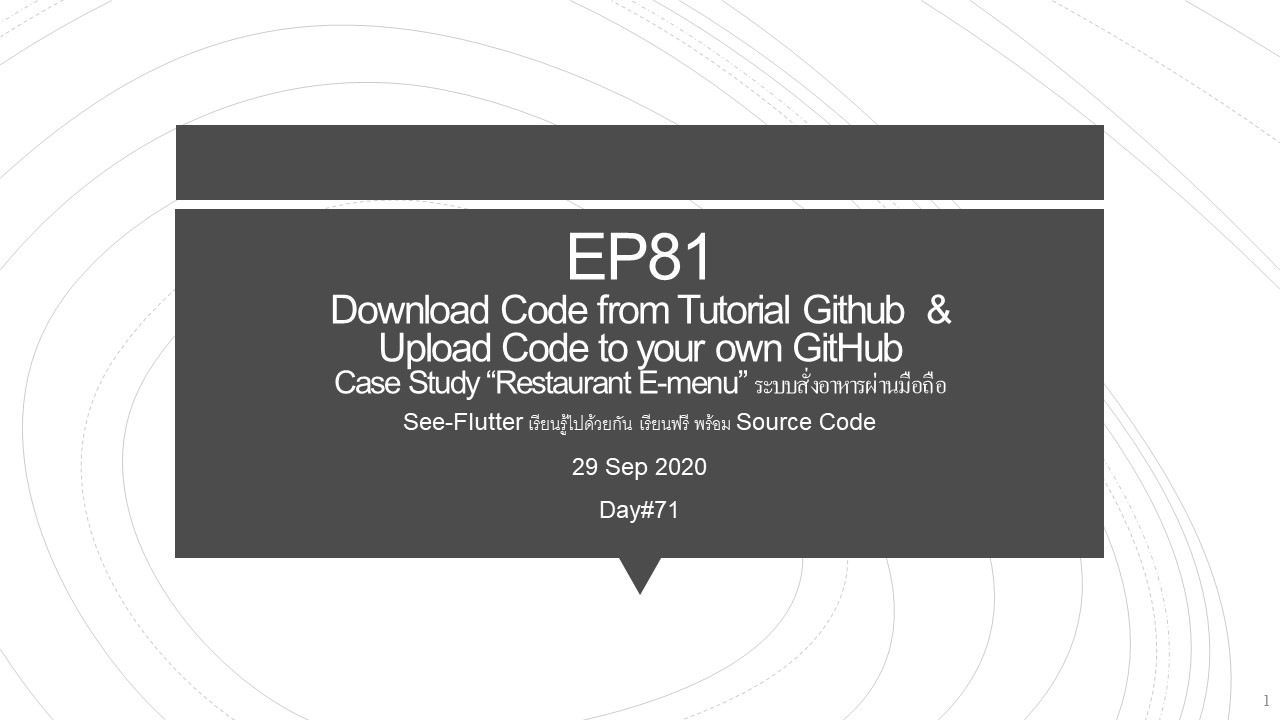 EP81
Download Code from Tutorial Github &
Upload Code to your own GitHub
Case Study “Restaurant E-menu” ระบบสั่งอาหารผ่านมือถือ
See-Flutter เรียนรู้ไปด้วยกัน เรียนฟรี พร้อม Source Code
29 Sep 2020
Day#71
1